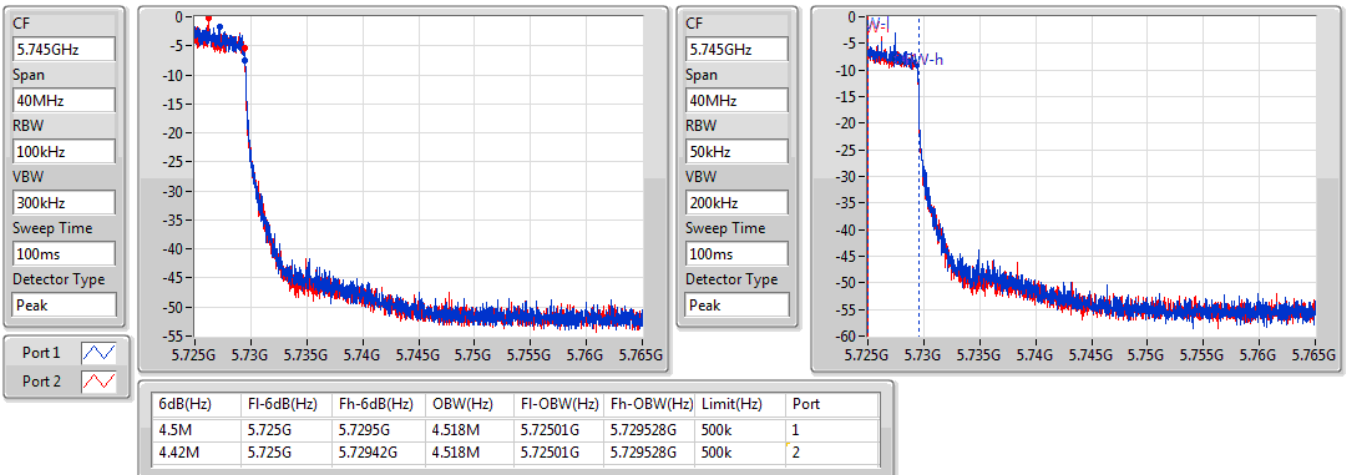 CF
5.745GHz
Span
40MHz
RBW
100kHz
VBW
300kHz
Sweep Time
100ms
Detector Type
Peak
Port 1
Port 2
0
-5
-10
-15
-20
-25
-30
-35
-40
-45
-50
-55
5.725G 5.73G 5.735G 5.74G 5.745G 5.75G 5.755G 5.76G 5.765G
CF
5.745GHz
Span
40MHz
RBW
50kHz
VBW
200kHz
Sweep Time
100ms
Detector Type
Peak
0
-5
-10
-15
-20
-25
-30
-35
-40
-45
-50
-55
-60
5.725G 5.73G 5.735G 5.74G 5.745G 5.75G 5.755G 5.76G 5.765G
6dB(Hz) Fl-6dB(Hz) Fh-6dB(Hz) OBW(Hz) Fl-OBW(Hz) Fh-OBW(Hz) Limit(Hz) Port
4.5M 5.725G 5.7295G 4.518M 5.72501G 5.729528G 500k 1
4.42M 5.725G 5.72942G 4.518M 5.72501G 5.729528G 500k 2